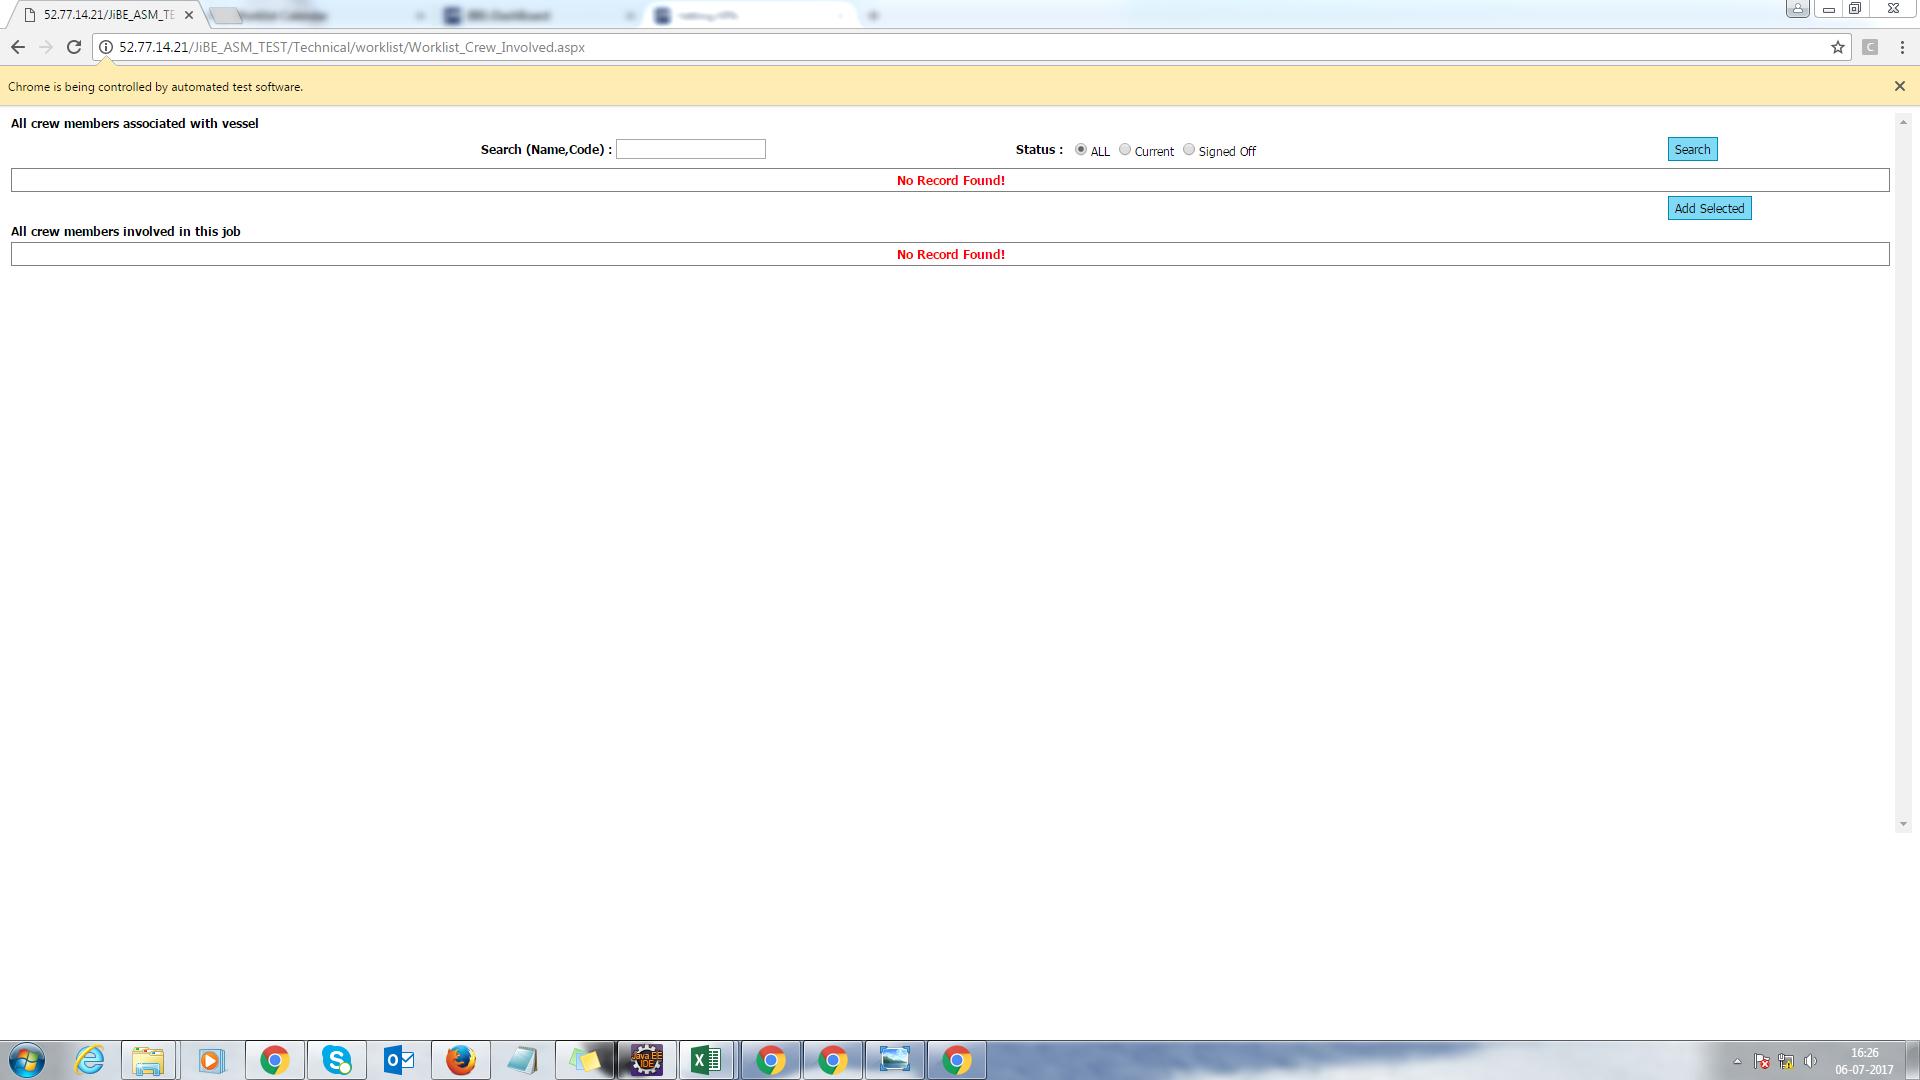 52.77.14.21/JiBE_ASM_TE
52.77.14.21/JiBE_ASM_TEST/Technical/worklist/Worklist_Crew_Involved.aspx
C
Chrome is being controlled by automated test software.
All crew members associated with vessel
Search (Name,Code) :
Status : ALL Current Signed Off
Search
No Record Found!
Add Selected
All crew members involved in this job
No Record Found!
Java EE
IDE
16:26
06-07-2017